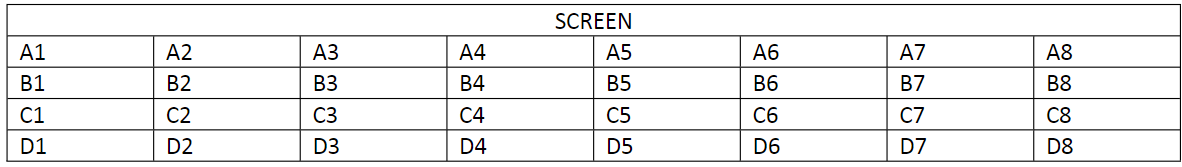 SCREEN
A1 A2 A3 A4 A5 A6 A7 A8
B1 B2 B3 B4 B5 B6 B7 B8
C1 C2 C3 C4 C5 C6 C7 C8
D1 D2 D3 D4 D5 D6 D7 D8